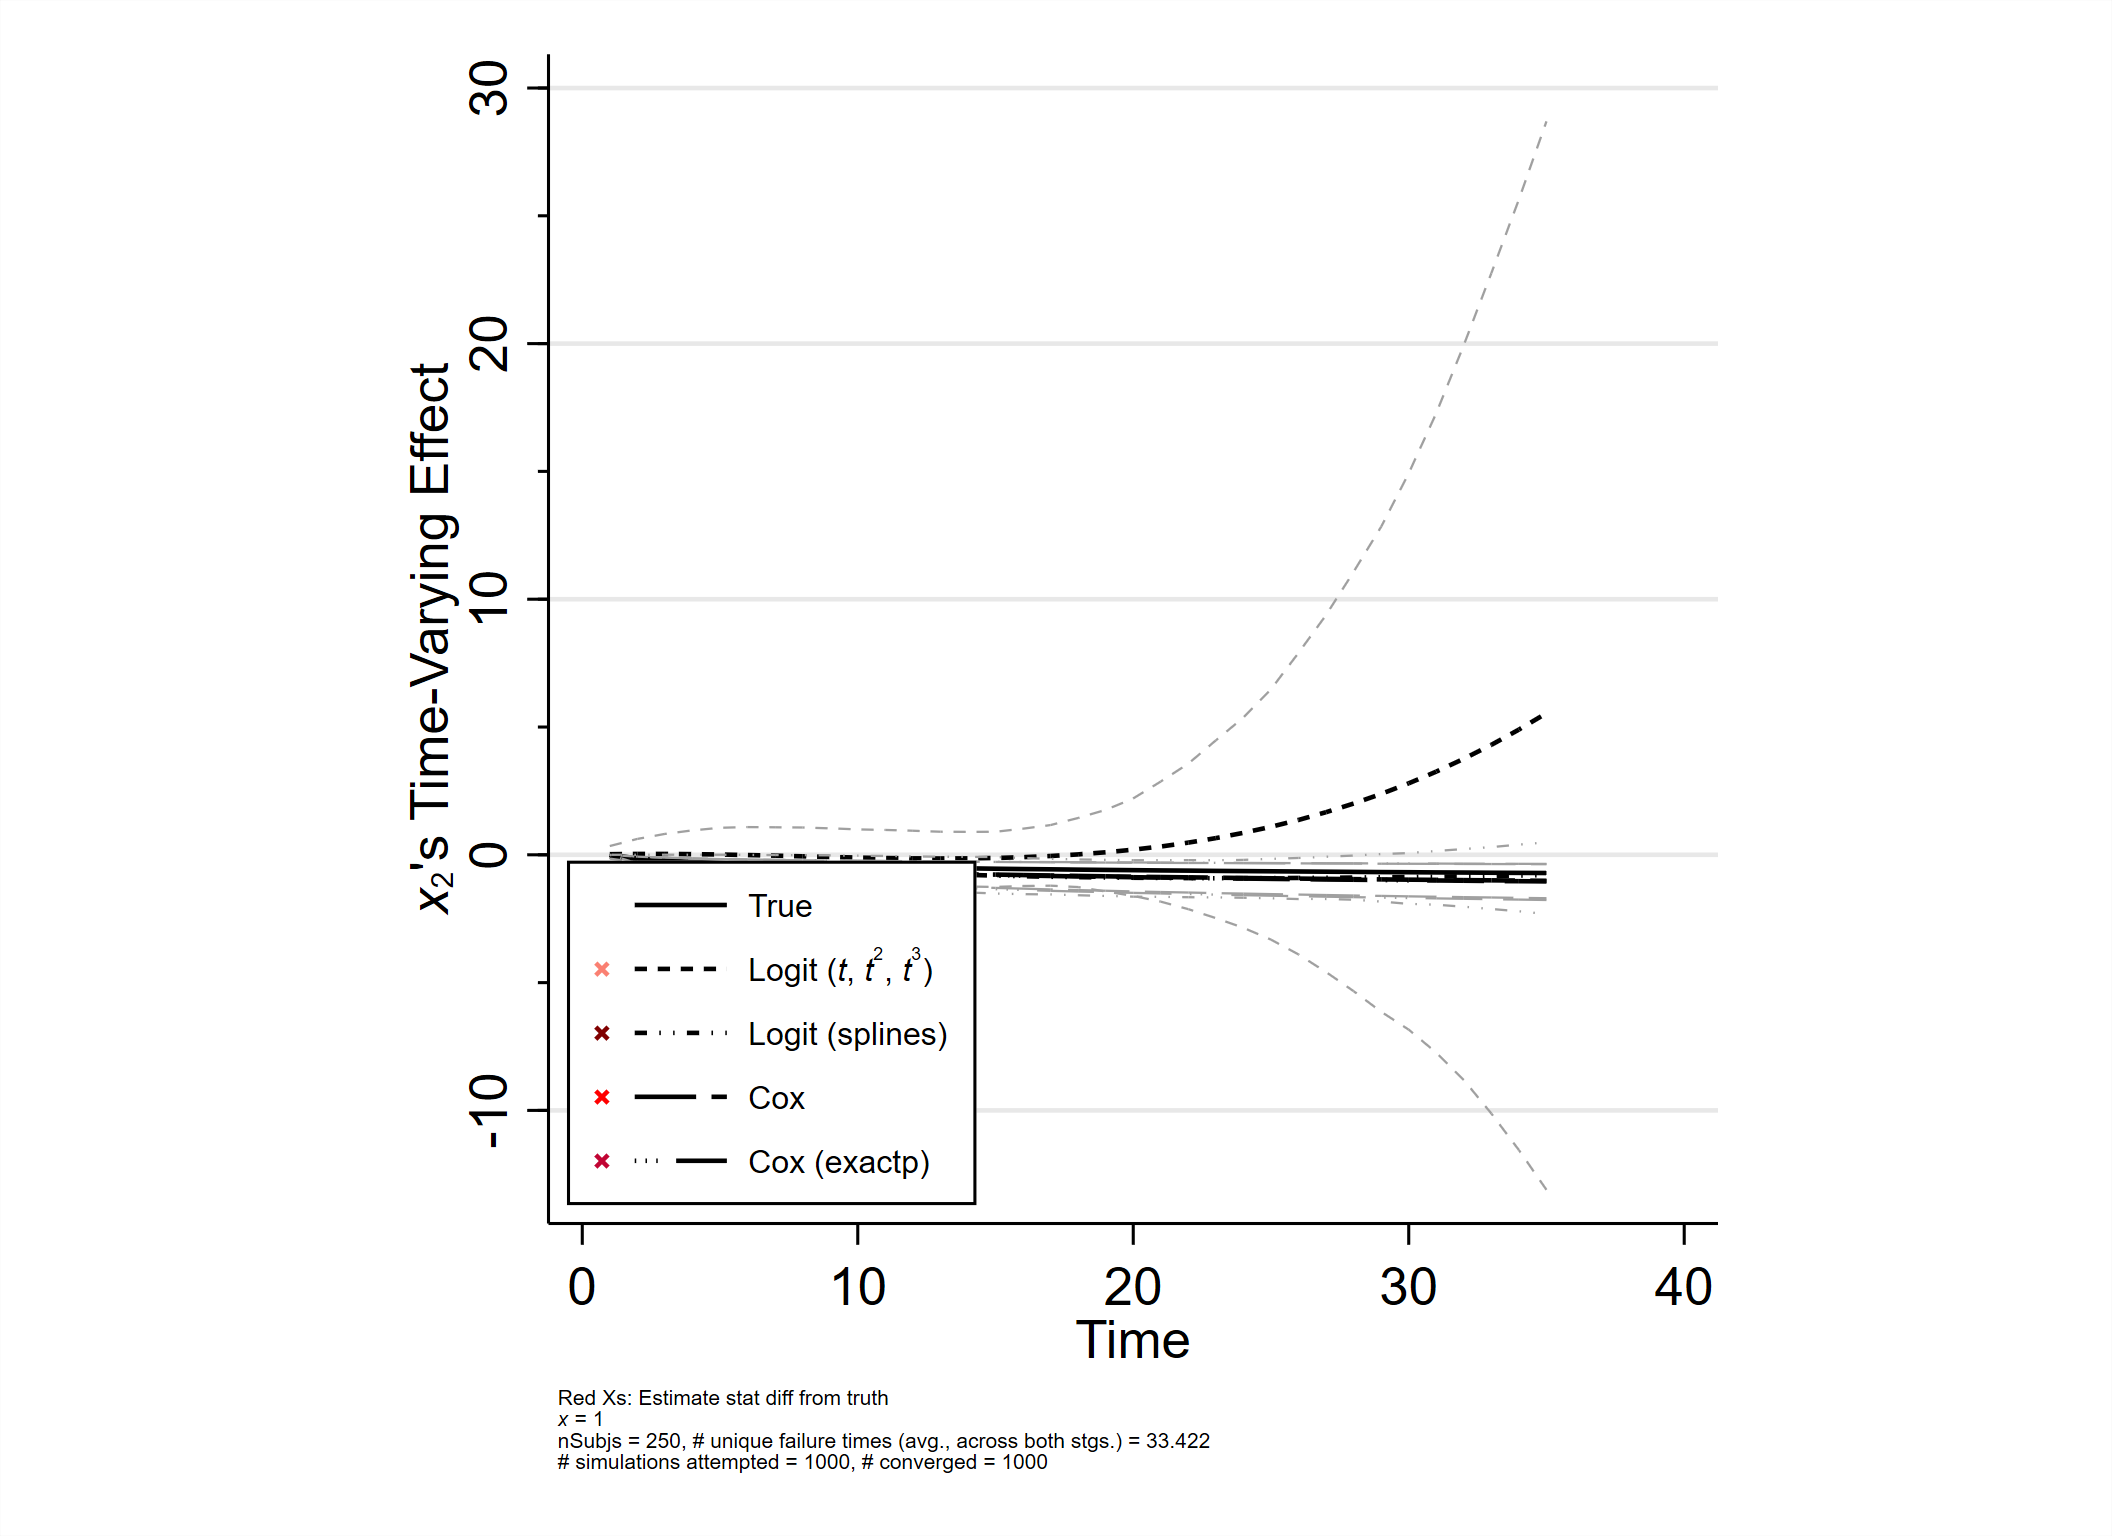 30
20
10
0
-10
x₂'s Time-Varying Effect
True
Logit (t, t², t³)
Logit (splines)
Cox
Cox (exactp)
0 10 20 30 40
Time
Red Xs: Estimate stat diff from truth
x = 1
nSubjs = 250, # unique failure times (avg., across both stgs.) = 33.422
# simulations attempted = 1000, # converged = 1000